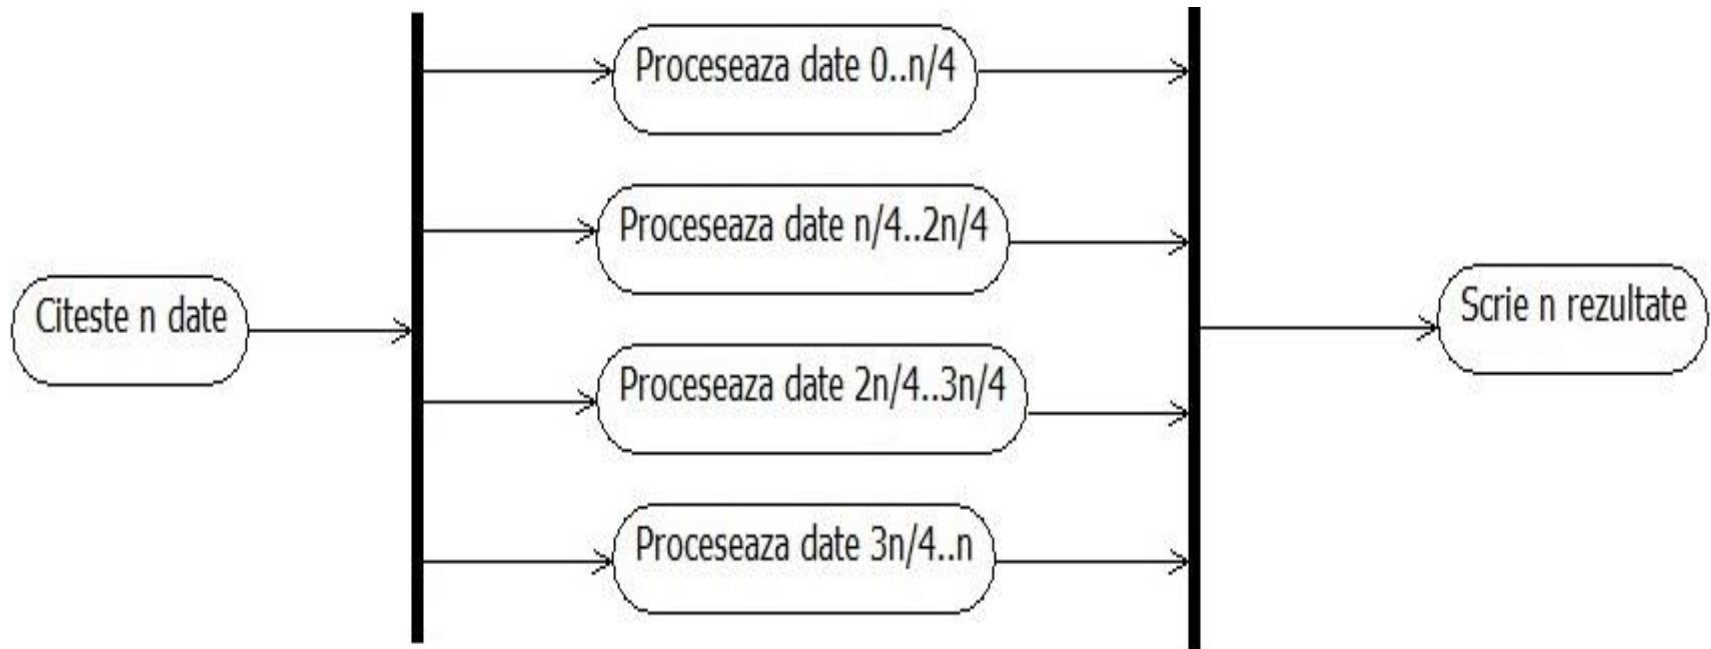 Citeste n date
Proceseaza date 0..n/4
Proceseaza date n/4..2n/4
Proceseaza date 2n/4..3n/4
Proceseaza date 3n/4..n
Scrie n rezultate